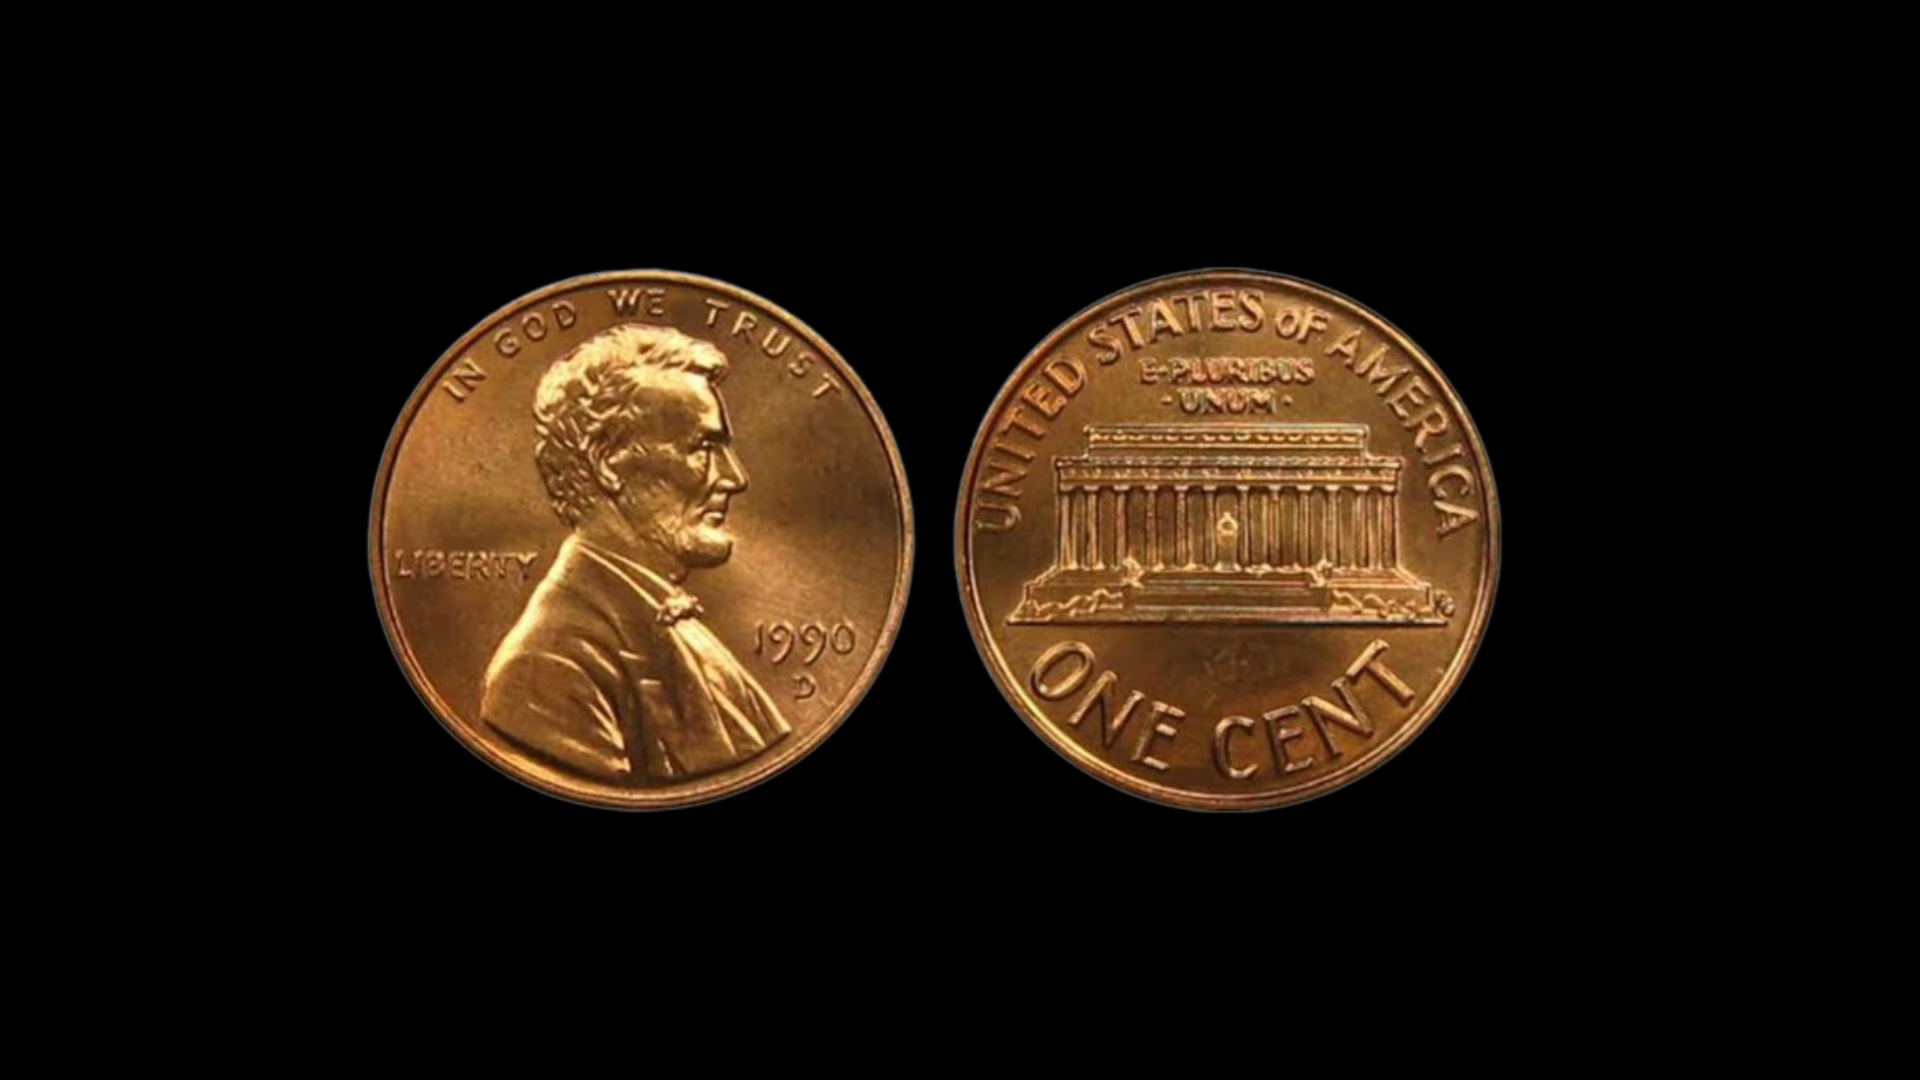 IN GOD WE TRUST
LIBERTY
1990
D
UNITED STATES OF AMERICA
E·PLURIBUS
·UNUM·
ONE CENT